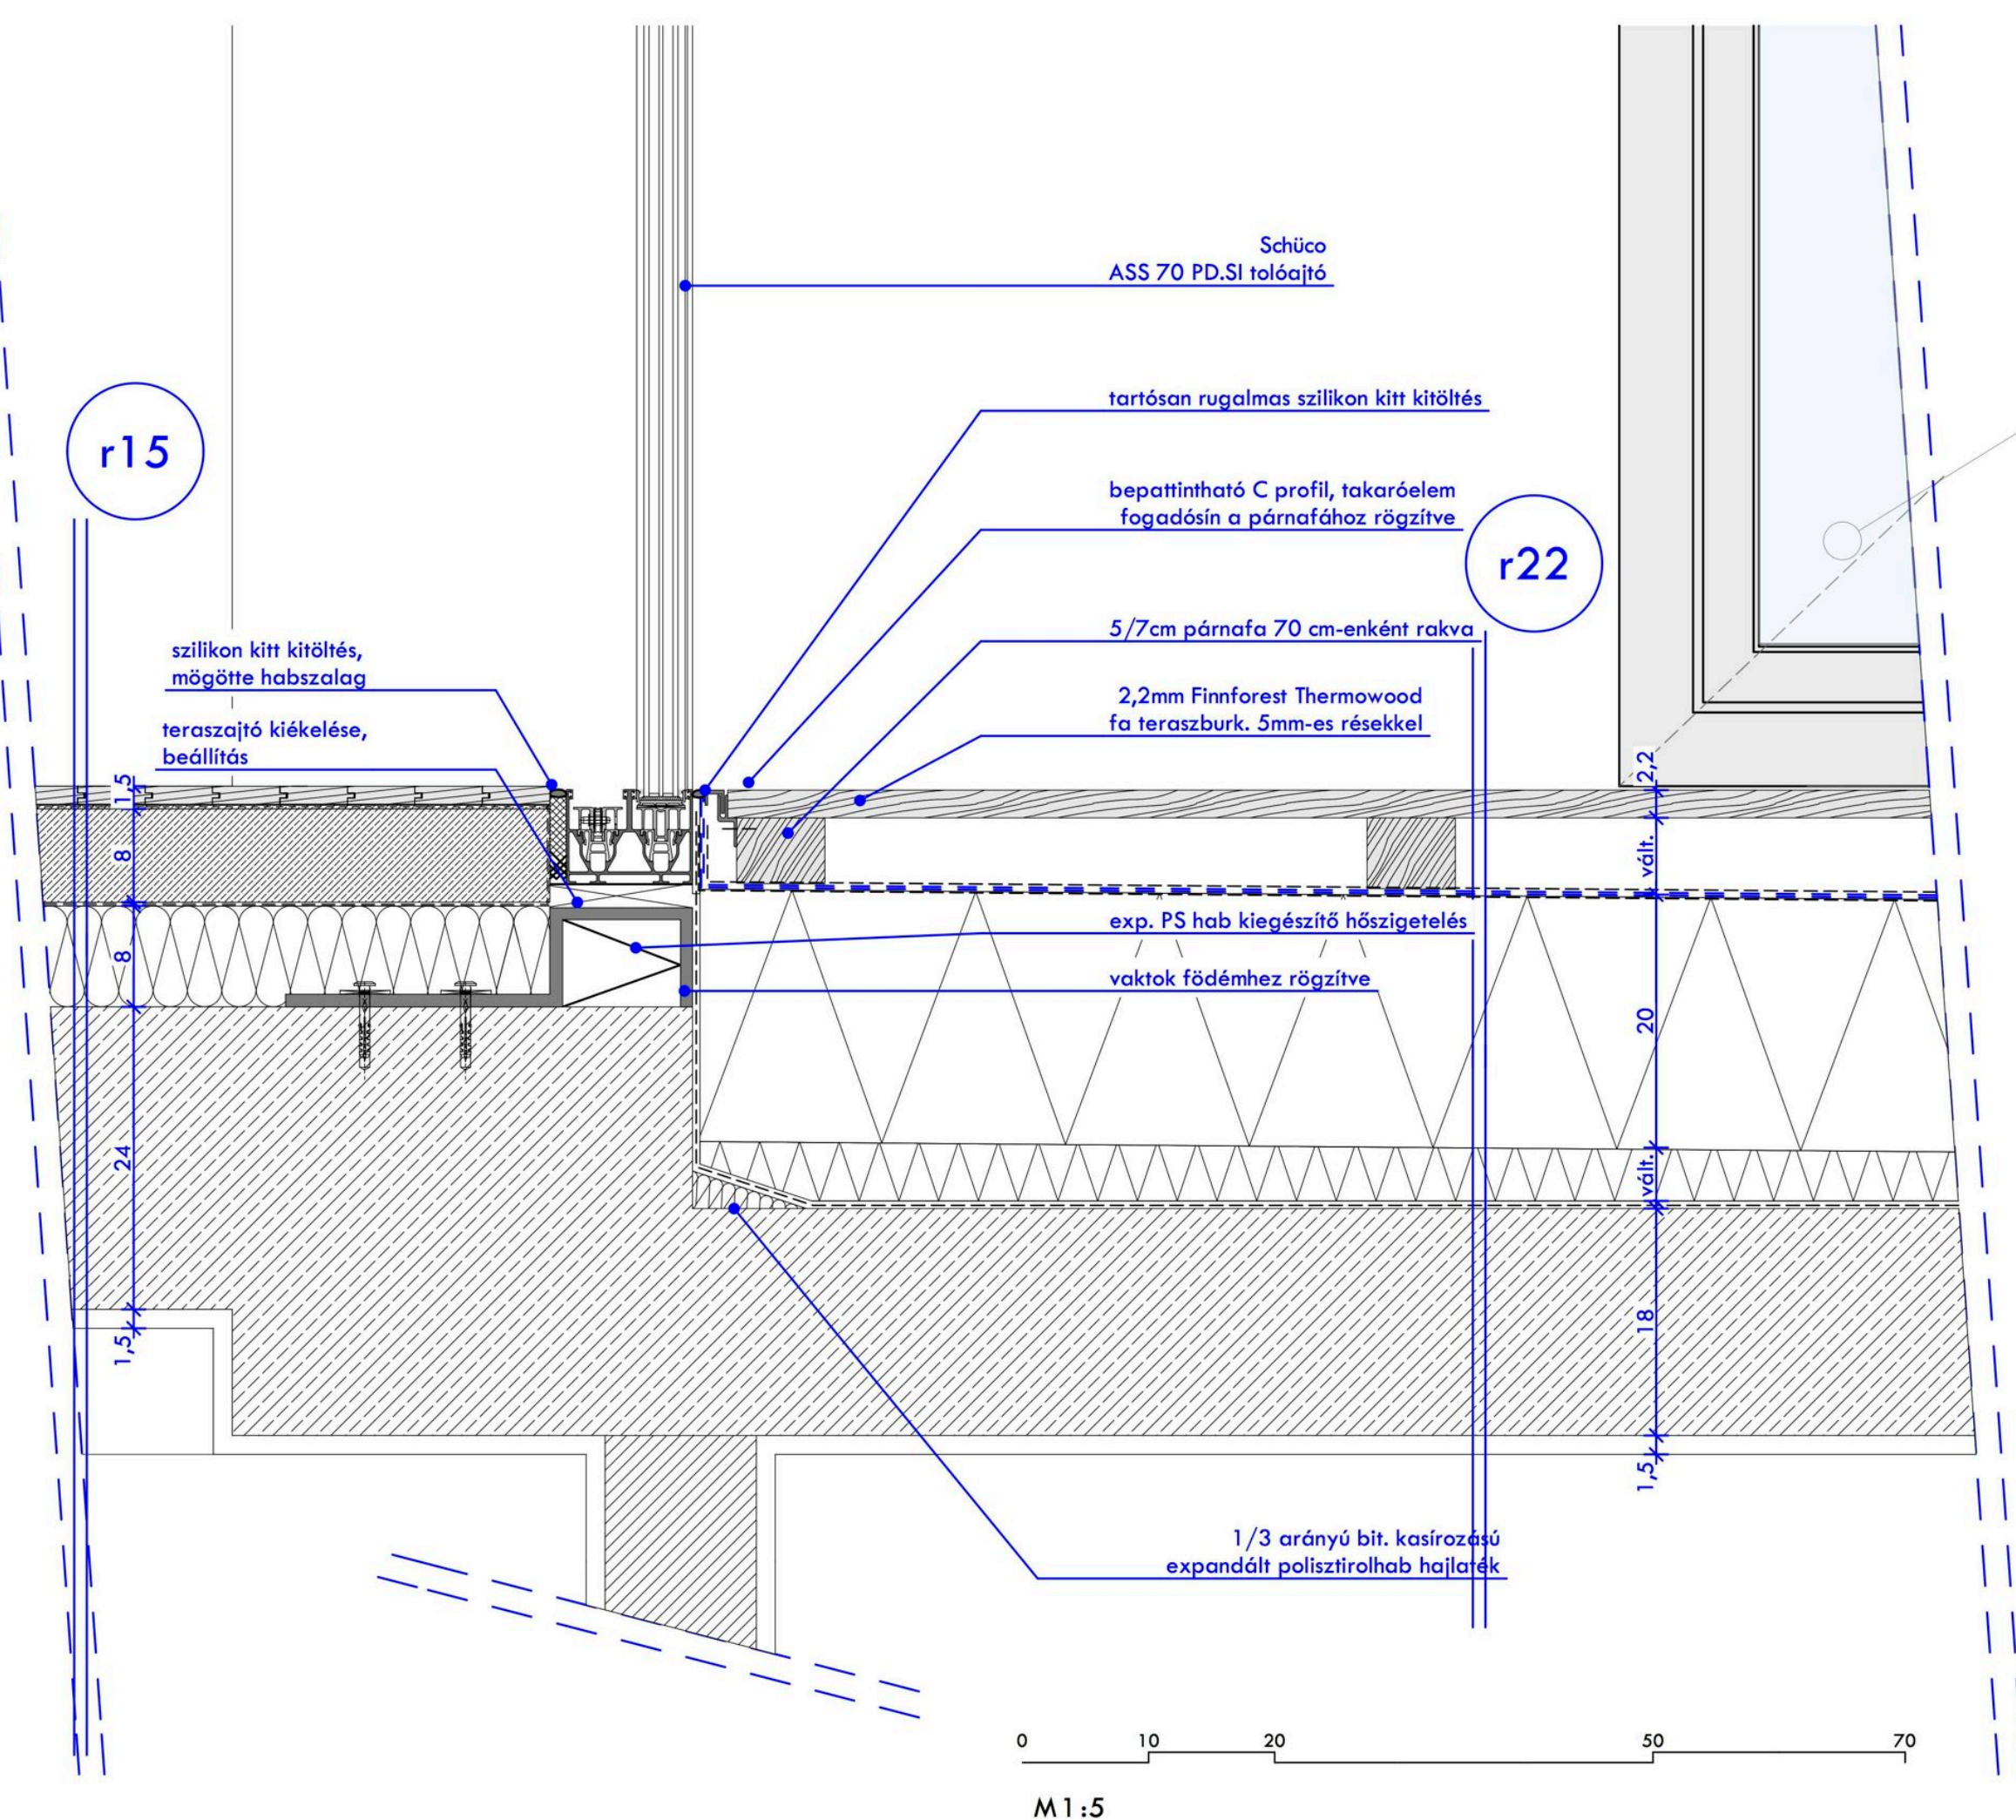 Schüco
ASS 70 PD.SI tolóajtó
tartósan rugalmas szilikon kitt kitöltés
r15
bepattintható C profil, takaróelem
fogadósín a párnafához rögzítve
r22
5/7cm párnafa 70 cm-enként rakva
szilikon kitt kitöltés,
mögötte habszalag
2,2mm Finnforest Thermowood
fa teraszburk. 5mm-es résekkel
teraszajtó kiékelése,
beállítás
1,5
8
8
24
1,5
2,2
vált.
20
vált.
18
1,5
exp. PS hab kiegészítő hőszigetelés
vaktok födémhez rögzítve
1/3 arányú bit. kasírozású
expandált polisztirolhab hajlaték
0 10 20 50 70
M 1:5